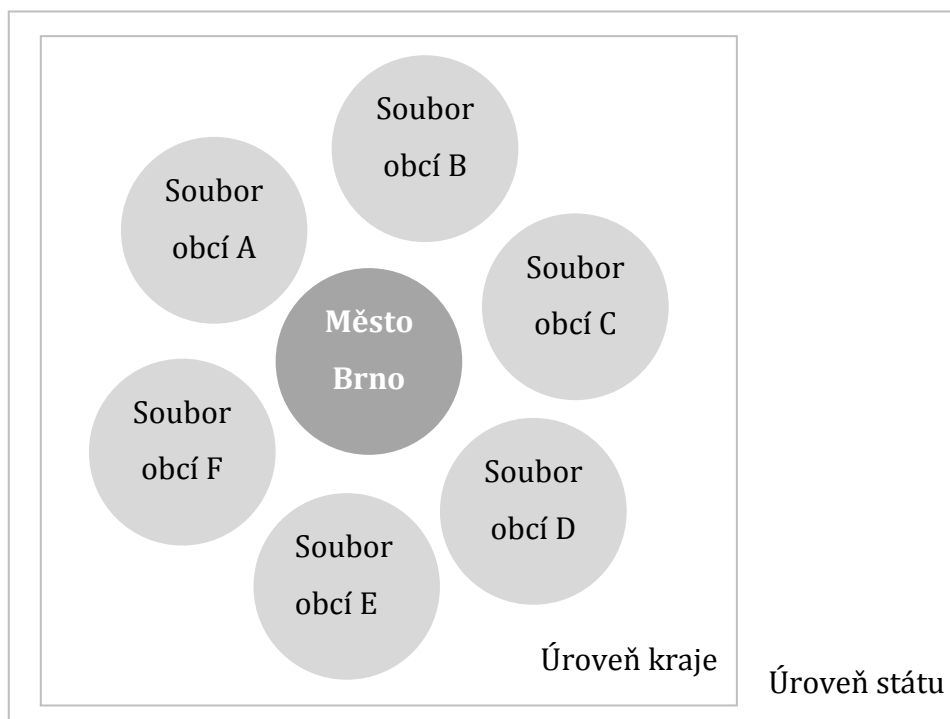 Soubor
obcí B
Soubor
obcí A
Soubor
obcí C
Město
Brno
Soubor
obcí F
Soubor
obcí D
Soubor
obcí E
Úroveň kraje
Úroveň státu